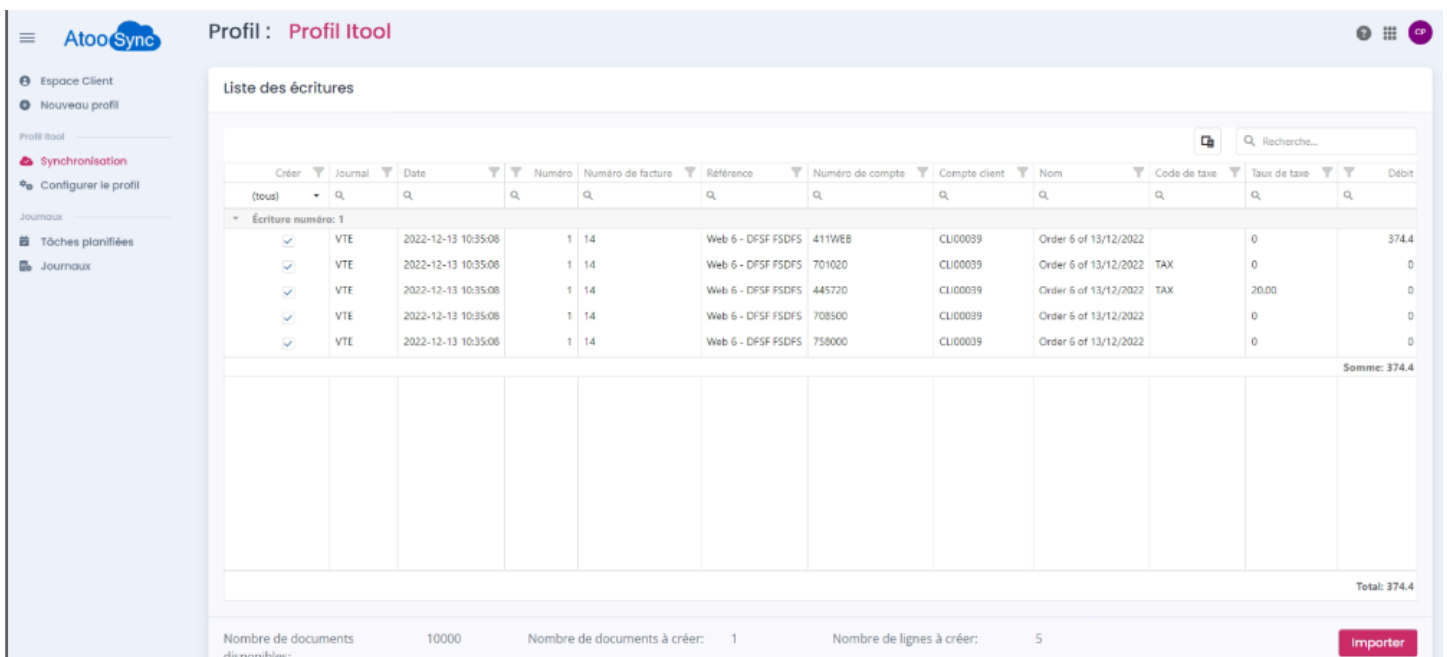 AtooSync
Profil : Profil Itool
CP
Espace Client
Nouveau profil
Profil Itool
Synchronisation
Configurer le profil
Journaux
Tâches planifiées
Journaux
Liste des écritures
Recherche...
Créer Journal Date Numéro Numéro de facture Référence Numéro de compte Compte client Nom Code de taxe Taux de taxe Débit
(tous)
Écriture numéro: 1
VTE 2022-12-13 10:35:08 1 14 Web 6 - DFSF FSDFS 411WEB CLI00039 Order 6 of 13/12/2022 0 374.4
VTE 2022-12-13 10:35:08 1 14 Web 6 - DFSF FSDFS 701020 CLI00039 Order 6 of 13/12/2022 TAX 0 0
VTE 2022-12-13 10:35:08 1 14 Web 6 - DFSF FSDFS 445720 CLI00039 Order 6 of 13/12/2022 TAX 20.00 0
VTE 2022-12-13 10:35:08 1 14 Web 6 - DFSF FSDFS 708500 CLI00039 Order 6 of 13/12/2022 0 0
VTE 2022-12-13 10:35:08 1 14 Web 6 - DFSF FSDFS 758000 CLI00039 Order 6 of 13/12/2022 0 0
Somme: 374.4
Total: 374.4
Nombre de documents 10000 Nombre de documents à créer: 1 Nombre de lignes à créer: 5
disponibles:
Importer